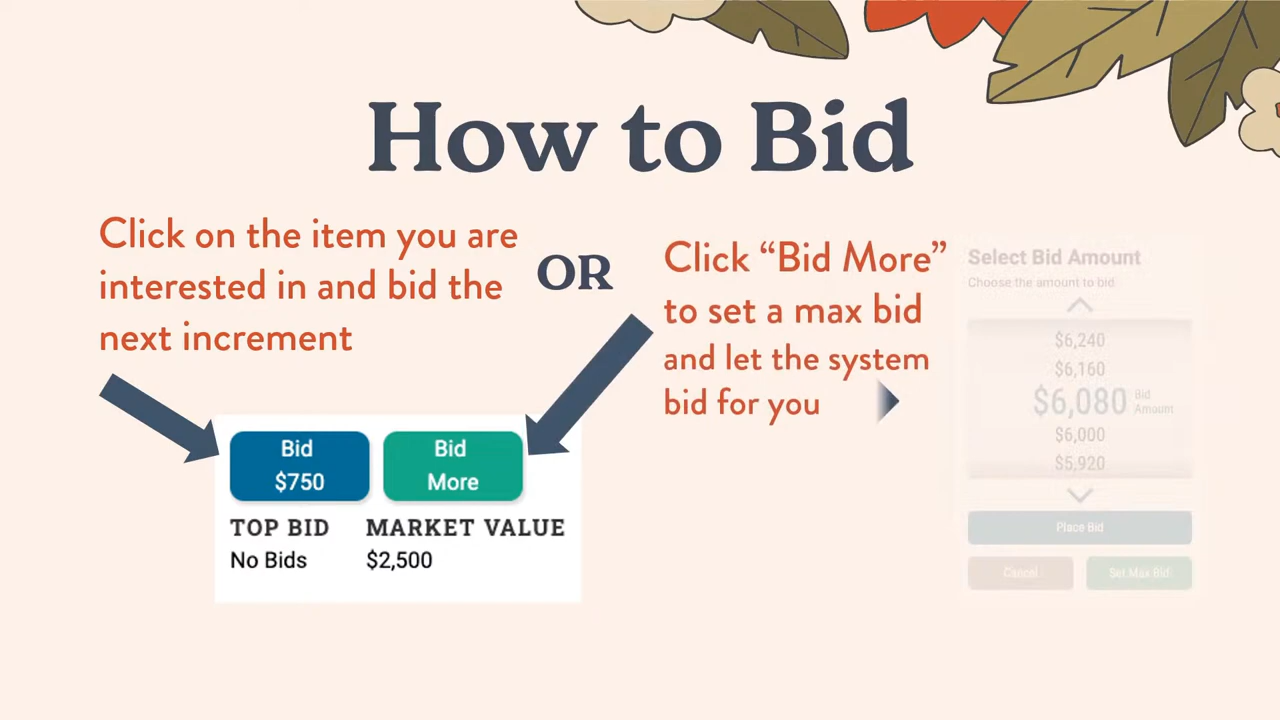 How to Bid
Click on the item you are
interested in and bid the
next increment
OR
Click “Bid More”
to set a max bid
and let the system
bid for you
Bid
$750
Bid
More
TOP BID
No Bids
MARKET VALUE
$2,500
Select Bid Amount
Choose the amount to bid
$6,240
$6,160
$6,080
Bid
Amount
$6,000
$5,920
Place Bid
Cancel
Set Max Bid